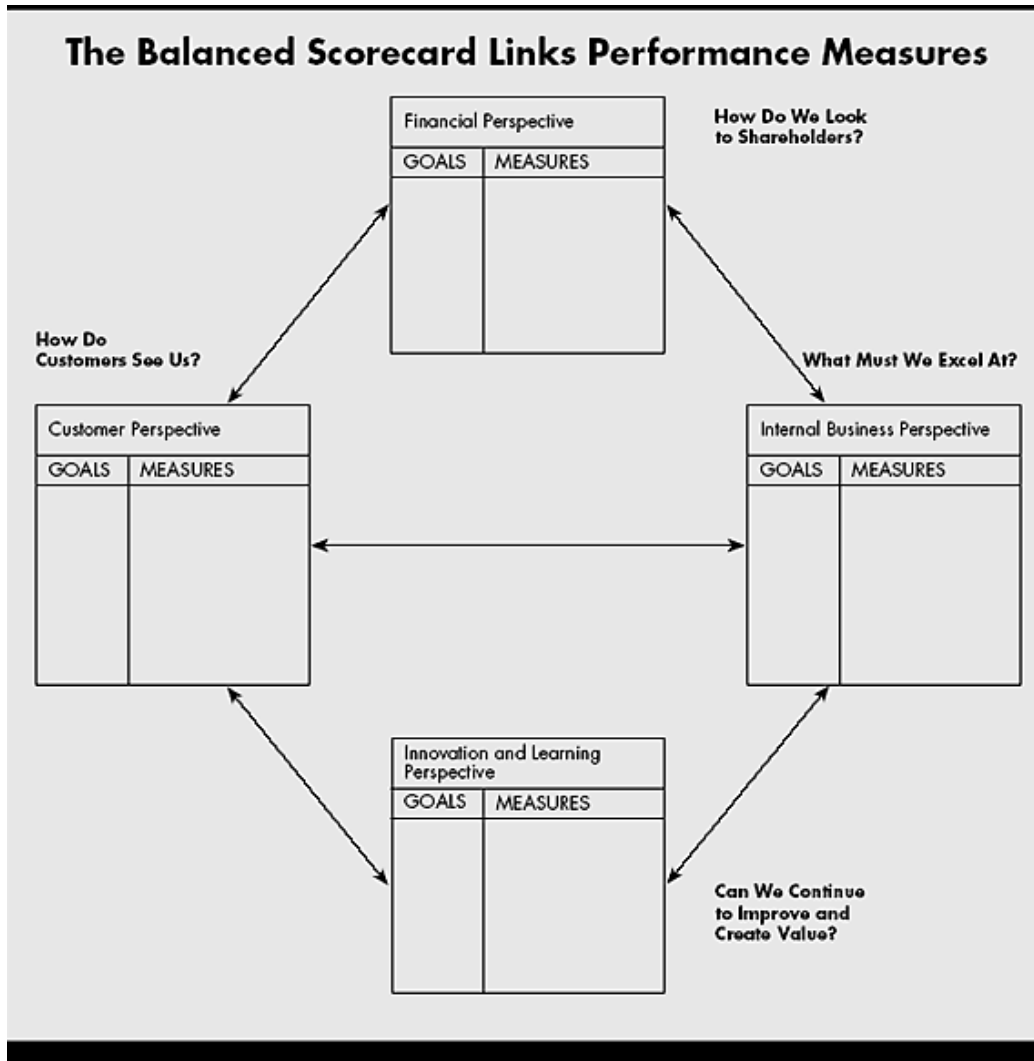 The Balanced Scorecard Links Performance Measures
Financial Perspective
GOALS MEASURES
How Do We Look
to Shareholders?
How Do
Customers See Us?
Customer Perspective
GOALS MEASURES
What Must We Excel At?
Internal Business Perspective
GOALS MEASURES
Innovation and Learning
Perspective
GOALS MEASURES
Can We Continue
to Improve and
Create Value?